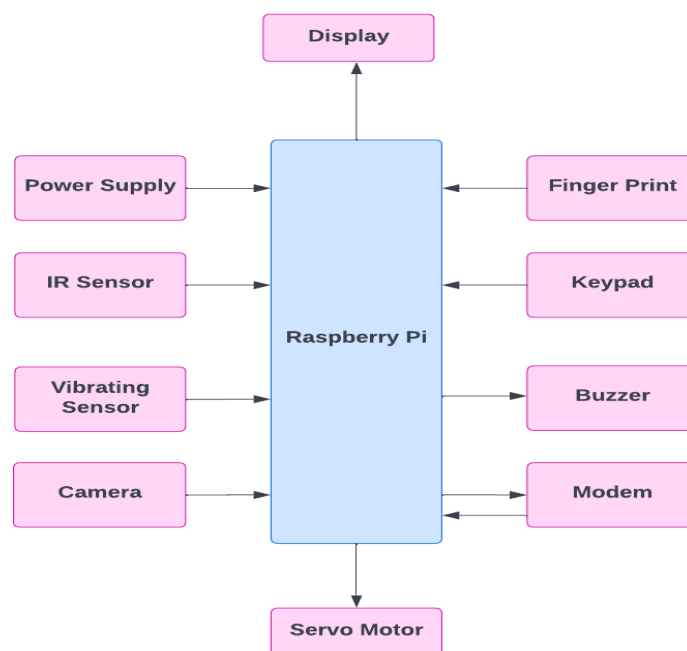 Display
Power Supply
Finger Print
IR Sensor
Keypad
Raspberry Pi
Vibrating
Sensor
Buzzer
Camera
Modem
Servo Motor